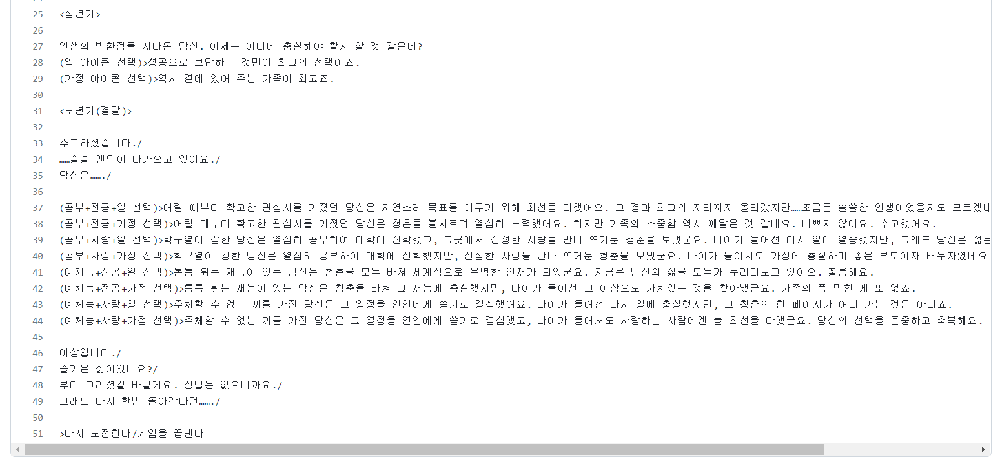 25 <장년기>
26
27 인생의 반환점을 지나온 당신. 이제는 어디에 충실해야 할지 알 것 같은데?
28 (일 아이콘 선택)>성공으로 보답하는 것만이 최고의 선택이죠.
29 (가정 아이콘 선택)>역시 곁에 있어 주는 가족이 최고죠.
30
31 <노년기(결말)>
32
33 수고하셨습니다./
34 ……슬슬 엔딩이 다가오고 있어요./
35 당신은……./
36
37 (공부+전공+일 선택)>어릴 때부터 확고한 관심사를 가졌던 당신은 자연스레 목표를 이루기 위해 최선을 다했어요. 그 결과 최고의 자리까지 올라갔지만……조금은 쓸쓸한 인생이었을지도 모르겠네
38 (공부+전공+가정 선택)>어릴 때부터 확고한 관심사를 가졌던 당신은 청춘을 불사르며 열심히 노력했어요. 하지만 가족의 소중함 역시 깨달은 것 같네요. 나쁘지 않아요. 수고했어요.
39 (공부+사랑+일 선택)>학구열이 강한 당신은 열심히 공부하여 대학에 진학했고, 그곳에서 진정한 사랑을 만나 뜨거운 청춘을 보냈군요. 나이가 들어선 다시 일에 열중했지만, 그래도 당신은 젊은
40 (공부+사랑+가정 선택)>학구열이 강한 당신은 열심히 공부하여 대학에 진학했지만, 진정한 사랑을 만나 뜨거운 청춘을 보냈군요. 나이가 들어서도 가정에 충실하며 좋은 부모이자 배우자였네요.
41 (예체능+전공+일 선택)>통통 튀는 재능이 있는 당신은 청춘을 모두 바쳐 세계적으로 유명한 인재가 되었군요. 지금은 당신의 삶을 모두가 우러러보고 있어요. 훌륭해요.
42 (예체능+전공+가정 선택)>통통 튀는 재능이 있는 당신은 청춘을 바쳐 그 재능에 충실했지만, 나이가 들어선 그 이상으로 가치있는 것을 찾아냈군요. 가족의 품 만한 게 또 없죠.
43 (예체능+사랑+일 선택)>주체할 수 없는 끼를 가진 당신은 그 열정을 연인에게 쏟기로 결심했어요. 나이가 들어선 다시 일에 충실했지만, 그 청춘의 한 페이지가 어디 가는 것은 아니죠.
44 (예체능+사랑+가정 선택)>주체할 수 없는 끼를 가진 당신은 그 열정을 연인에게 쏟기로 결심했고, 나이가 들어서도 사랑하는 사람에겐 늘 최선을 다했군요. 당신의 선택을 존중하고 축복해요.
45
46 이상입니다./
47 즐거운 삶이었나요?/
48 부디 그러셨길 바랄게요. 정답은 없으니까요./
49 그래도 다시 한번 돌아간다면……./
50
51 >다시 도전한다/게임을 끝낸다